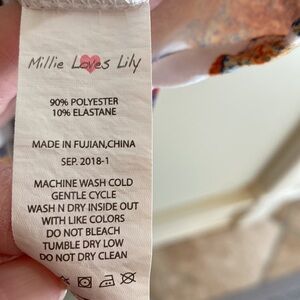 Millie Loves Lily
90% POLYESTER
10% ELASTANE
MADE IN FUJIAN,CHINA
SEP. 2018-1
MACHINE WASH COLD
GENTLE CYCLE
WASH N DRY INSIDE OUT
WITH LIKE COLORS
DO NOT BLEACH
TUMBLE DRY LOW
DO NOT DRY CLEAN